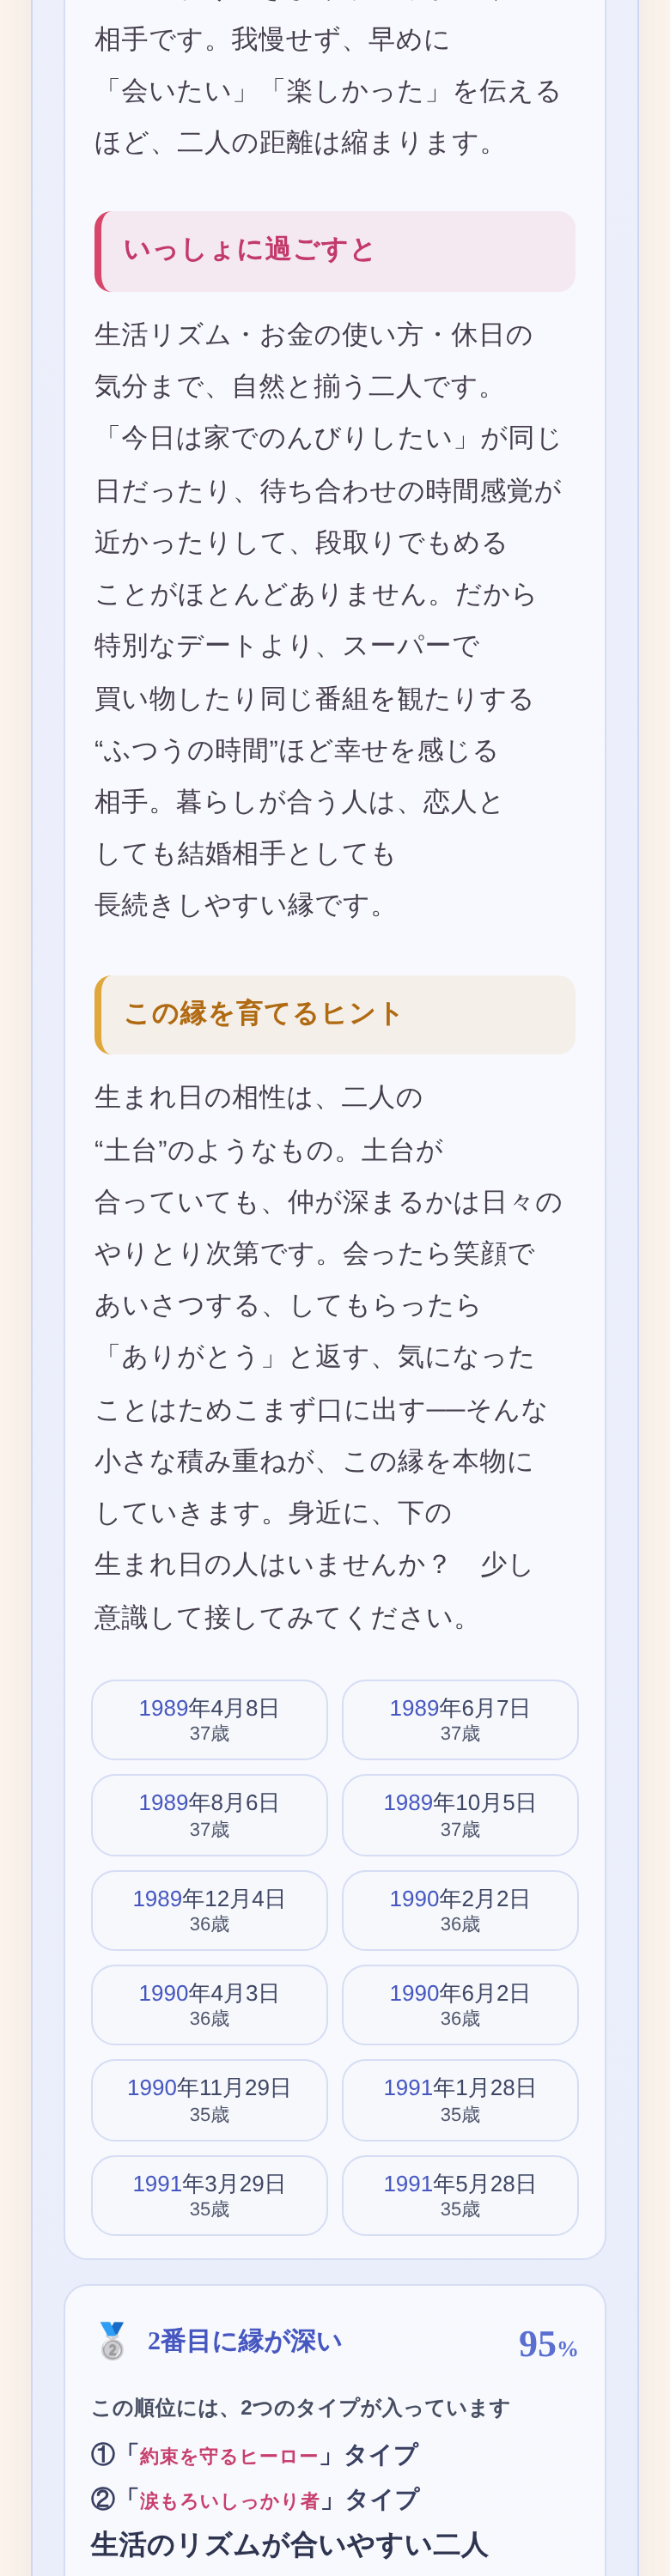 相手です。我慢せず、早めに
「会いたい」「楽しかった」を伝える
ほど、二人の距離は縮まります。
いっしょに過ごすと
生活リズム・お金の使い方・休日の
気分まで、自然と揃う二人です。
「今日は家でのんびりしたい」が同じ
日だったり、待ち合わせの時間感覚が
近かったりして、段取りでもめる
ことがほとんどありません。だから
特別なデートより、スーパーで
買い物したり同じ番組を観たりする
“ふつうの時間”ほど幸せを感じる
相手。暮らしが合う人は、恋人と
しても結婚相手としても
長続きしやすい縁です。
この縁を育てるヒント
生まれ日の相性は、二人の
“土台”のようなもの。土台が
合っていても、仲が深まるかは日々の
やりとり次第です。会ったら笑顔で
あいさつする、してもらったら
「ありがとう」と返す、気になった
ことはためこまず口に出す──そんな
小さな積み重ねが、この縁を本物に
していきます。身近に、下の
生まれ日の人はいませんか？　少し
意識して接してみてください。
1989年4月8日
37歳
1989年6月7日
37歳
1989年8月6日
37歳
1989年10月5日
37歳
1989年12月4日
36歳
1990年2月2日
36歳
1990年4月3日
36歳
1990年6月2日
36歳
1990年11月29日
35歳
1991年1月28日
35歳
1991年3月29日
35歳
1991年5月28日
35歳
2番目に縁が深い
95%
この順位には、2つのタイプが入っています
①「約束を守るヒーロー」タイプ
②「涙もろいしっかり者」タイプ
生活のリズムが合いやすい二人